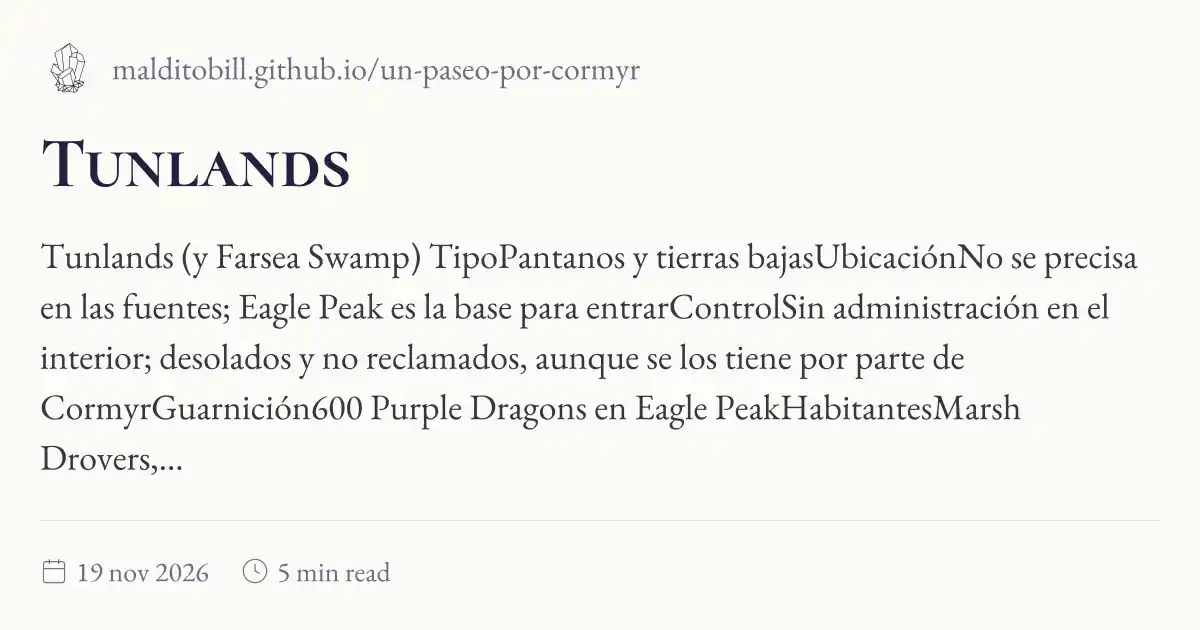 malditobill.github.io/un-paseo-por-cormyr
Tunlands
Tunlands (y Farsea Swamp) TipoPantanos y tierras bajasUbicaciónNo se precisa
en las fuentes; Eagle Peak es la base para entrarControlSin administración en el
interior; desolados y no reclamados, aunque se los tiene por parte de
CormyrGuarnición600 Purple Dragons en Eagle PeakHabitantesMarsh
Drovers,...
19 nov 2026 5 min read